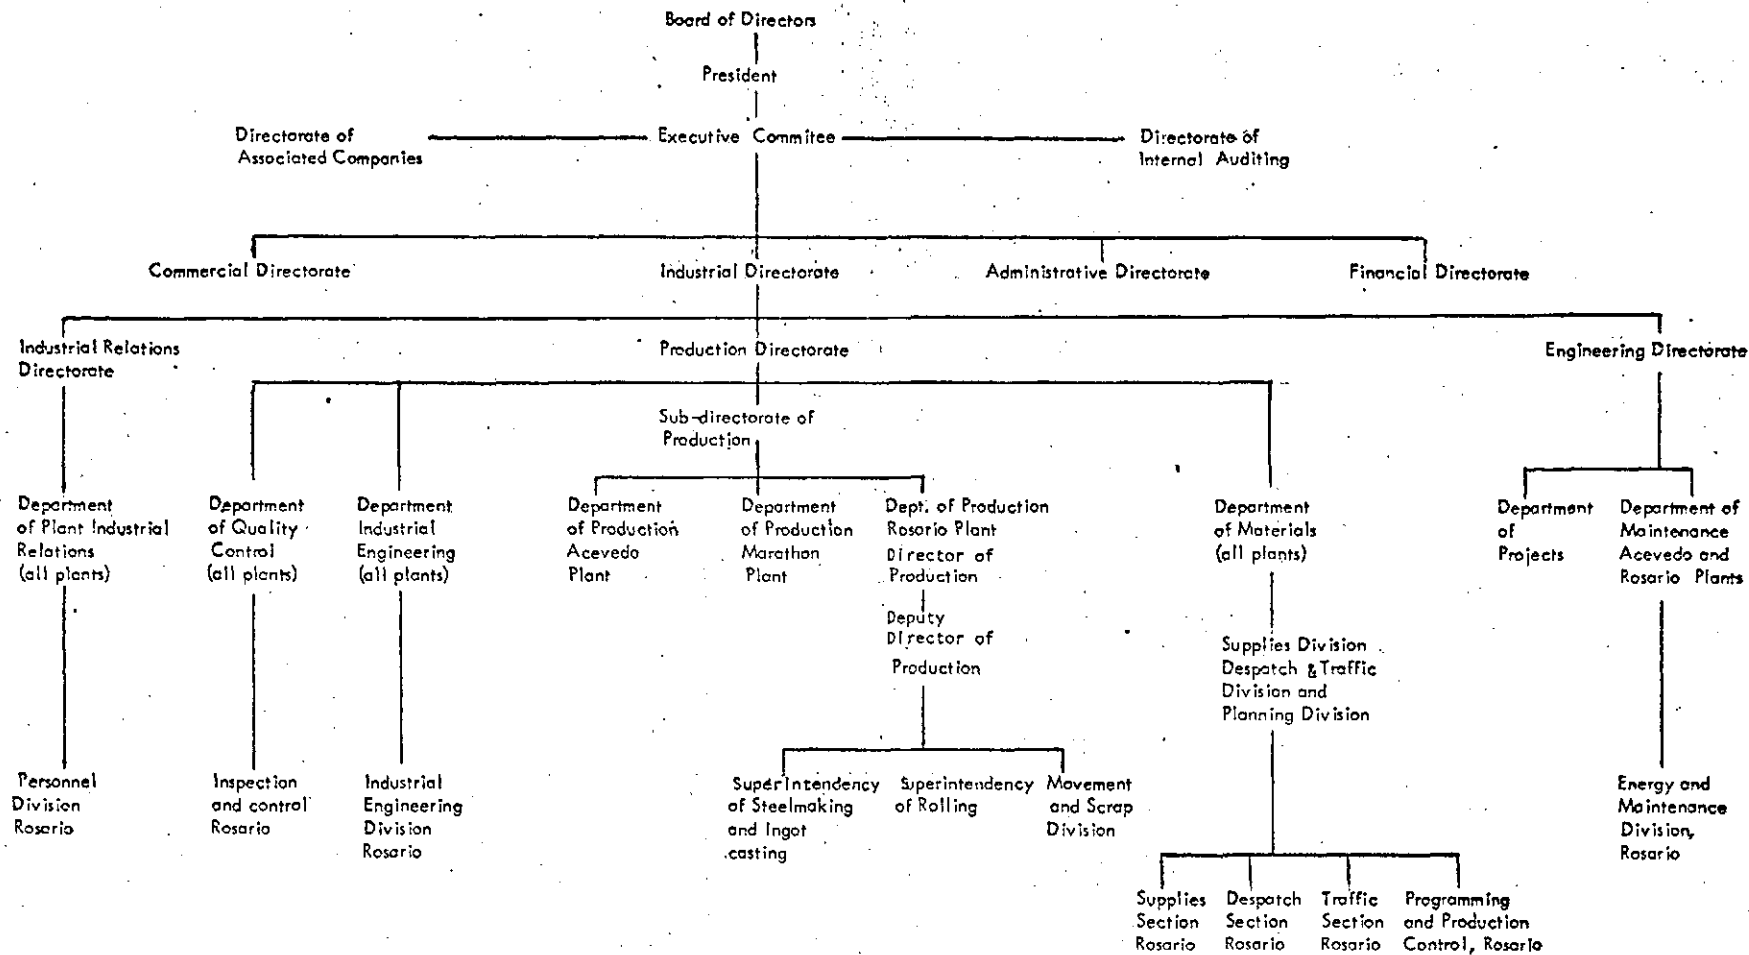 Board of Directors
President
Directorate of
Associated Companies
Executive Commitee
Directorate of
Internal Auditing
Commercial Directorate
Industrial Directorate
Administrative Directorate
Financial Directorate
Industrial Relations
Directorate
Production Directorate
Engineering Directorate
Sub-directorate of
Production
Department
of Plant Industrial
Relations
(all plants)
Department
of Quality
Control
(all plants)
Department
Industrial
Engineering
(all plants)
Department
of Production
Acevedo
Plant
Department
of Production
Marathon
Plant
Dept. of Production
Rosario Plant
Director of
Production
Deputy
Director of
Production
Department
of Materials
(all plants)
Supplies Division
Despatch & Traffic
Division and
Planning Division
Department
of
Projects
Department of
Maintenance
Acevedo and
Rosario Plants
Personnel
Division
Rosario
Inspection
and control
Rosario
Industrial
Engineering
Division
Rosario
Superintendency
of Steelmaking
and Ingot
casting
Superintendency
of Rolling
Movement
and Scrap
Division
Energy and
Maintenance
Division,
Rosario
Supplies
Section
Rosario
Despatch
Section
Rosario
Traffic
Section
Rosario
Programming
and Production
Control, Rosario